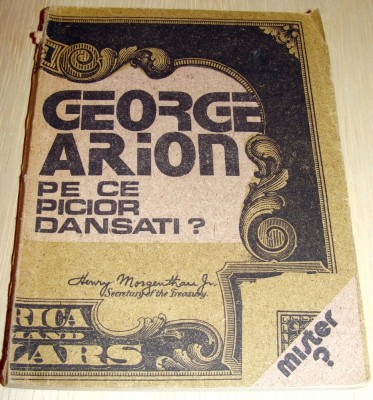 GEORGE
ARION
PE CE
PICIOR
DANSATI?
Henry Morgenthau Jr.
Secretary of the Treasury.
RICA
AND
LARS
mister
?